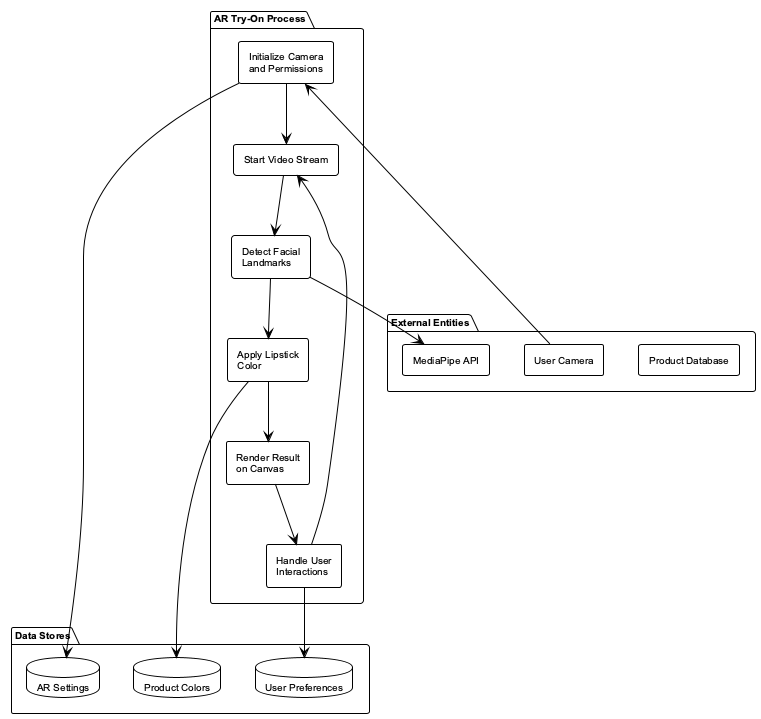 AR Try-On Process
Initialize Camera
and Permissions
Start Video Stream
Detect Facial
Landmarks
External Entities
MediaPipe API
User Camera
Product Database
Apply Lipstick
Color
Render Result
on Canvas
Handle User
Interactions
Data Stores
AR Settings
Product Colors
User Preferences